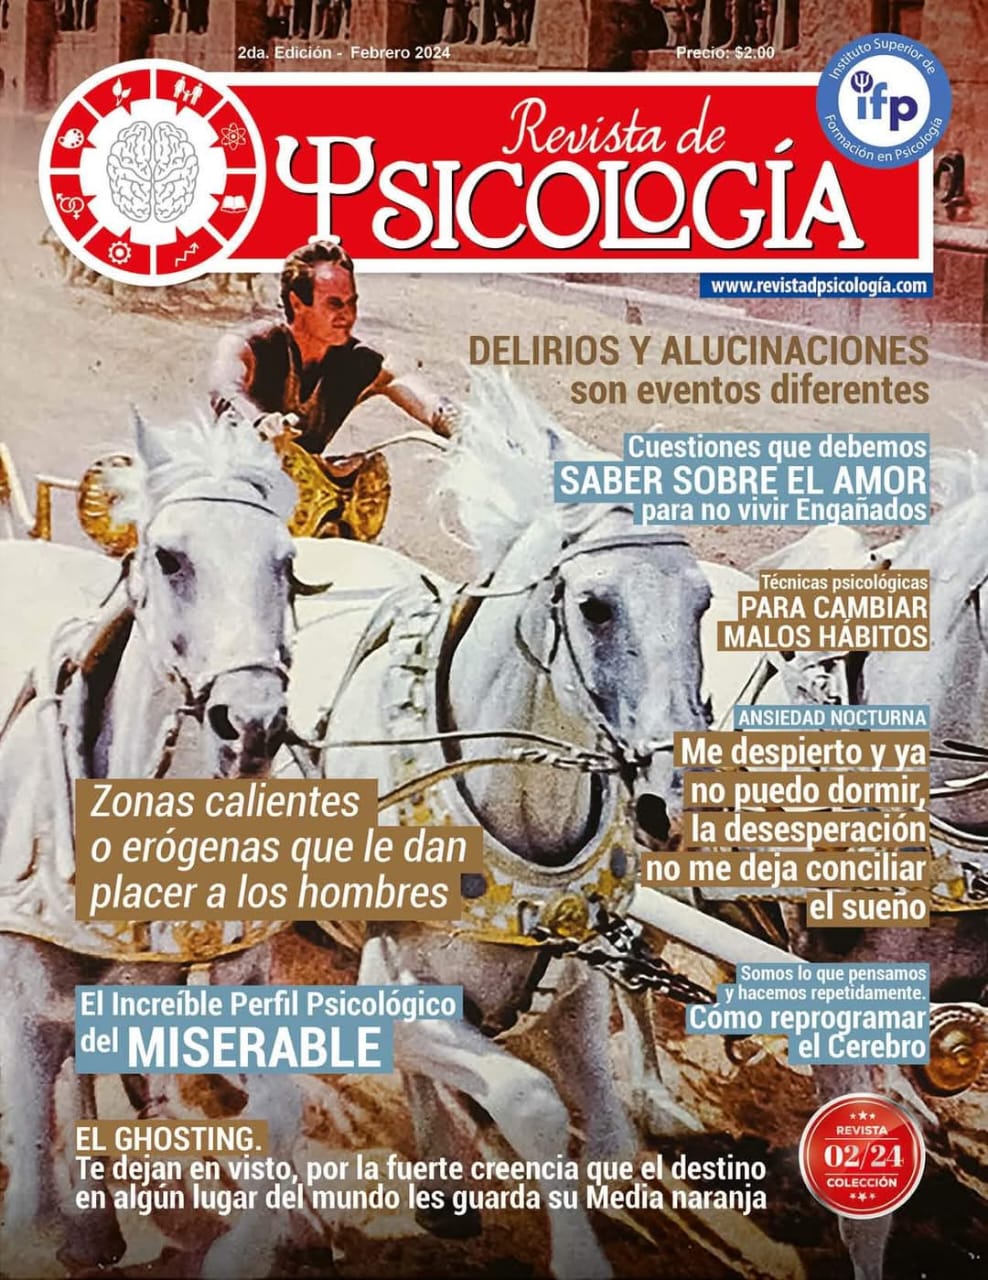 2da. Edición - Febrero 2024
Precio: $2.00
Instituto Superior de
ifp
Formación en Psicología
Revista de
PSICOLOGÍA
www.revistadpsicología.com
DELIRIOS Y ALUCINACIONES
son eventos diferentes
Cuestiones que debemos
SABER SOBRE EL AMOR
para no vivir Engañados
Técnicas psicológicas
PARA CAMBIAR
MALOS HÁBITOS
ANSIEDAD NOCTURNA
Me despierto y ya
no puedo dormir,
la desesperación
no me deja conciliar
el sueño
Zonas calientes
o erógenas que le dan
placer a los hombres
Somos lo que pensamos
y hacemos repetidamente.
Cómo reprogramar
el Cerebro
El Increíble Perfil Psicológico
del MISERABLE
EL GHOSTING.
Te dejan en visto, por la fuerte creencia que el destino
en algún lugar del mundo les guarda su Media naranja
REVISTA
02/24
COLECCIÓN